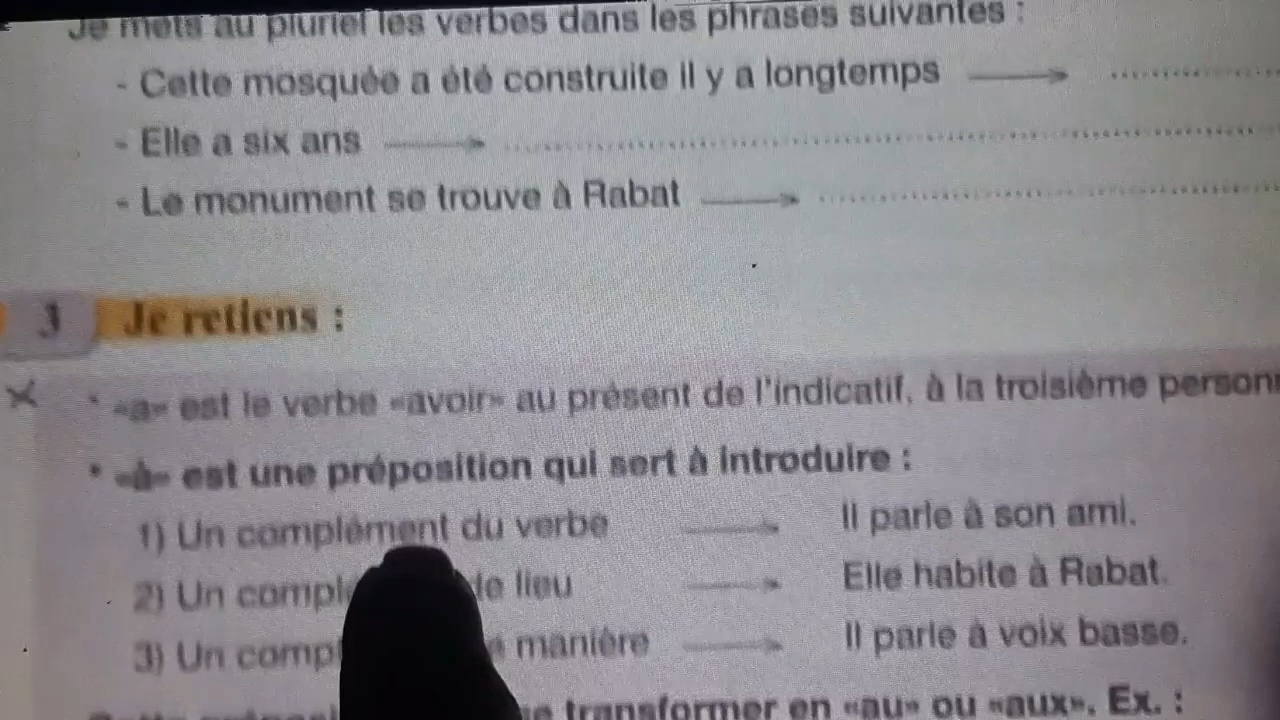 Je mets au pluriel les verbes dans les phrases suivantes :
- Cette mosquée a été construite il y a longtemps
- Elle a six ans
- Le monument se trouve à Rabat
3 Je retiens :
* «a» est le verbe «avoir» au présent de l'indicatif, à la troisième person
* «à» est une préposition qui sert à introduire :
1) Un complément du verbe Il parle à son ami.
2) Un complé de lieu Elle habite à Rabat.
3) Un comp manière Il parle à voix basse.
transformer en «au» ou «aux». Ex. :